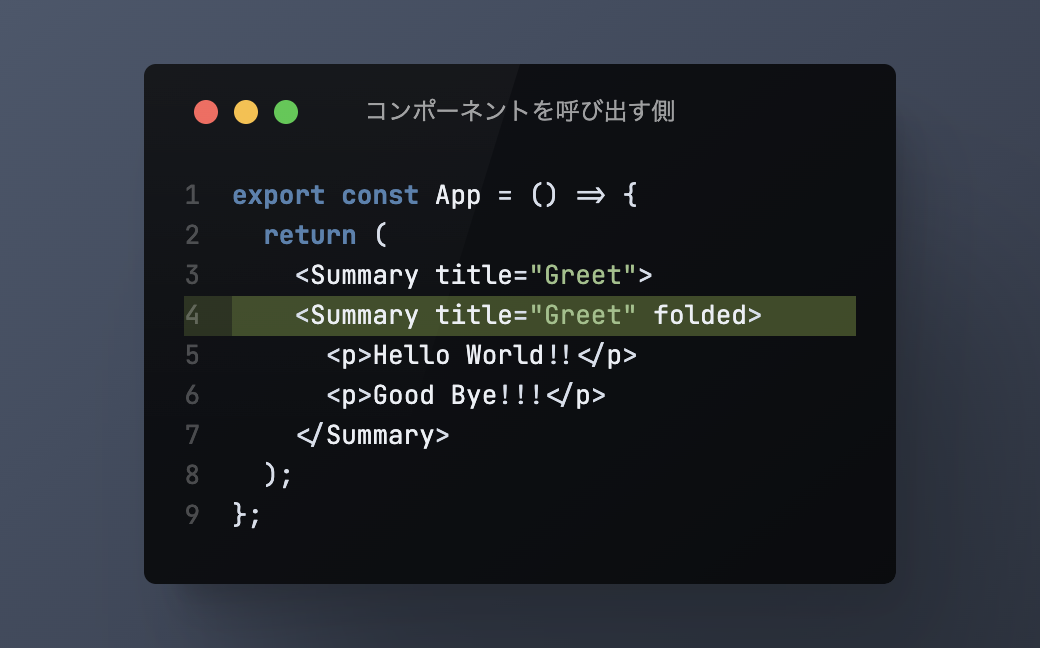 コンポーネントを呼び出す側
1 export const App = () => {
2   return (
3     <Summary title="Greet">
4     <Summary title="Greet" folded>
5       <p>Hello World!!</p>
6       <p>Good Bye!!!</p>
7     </Summary>
8   );
9 };